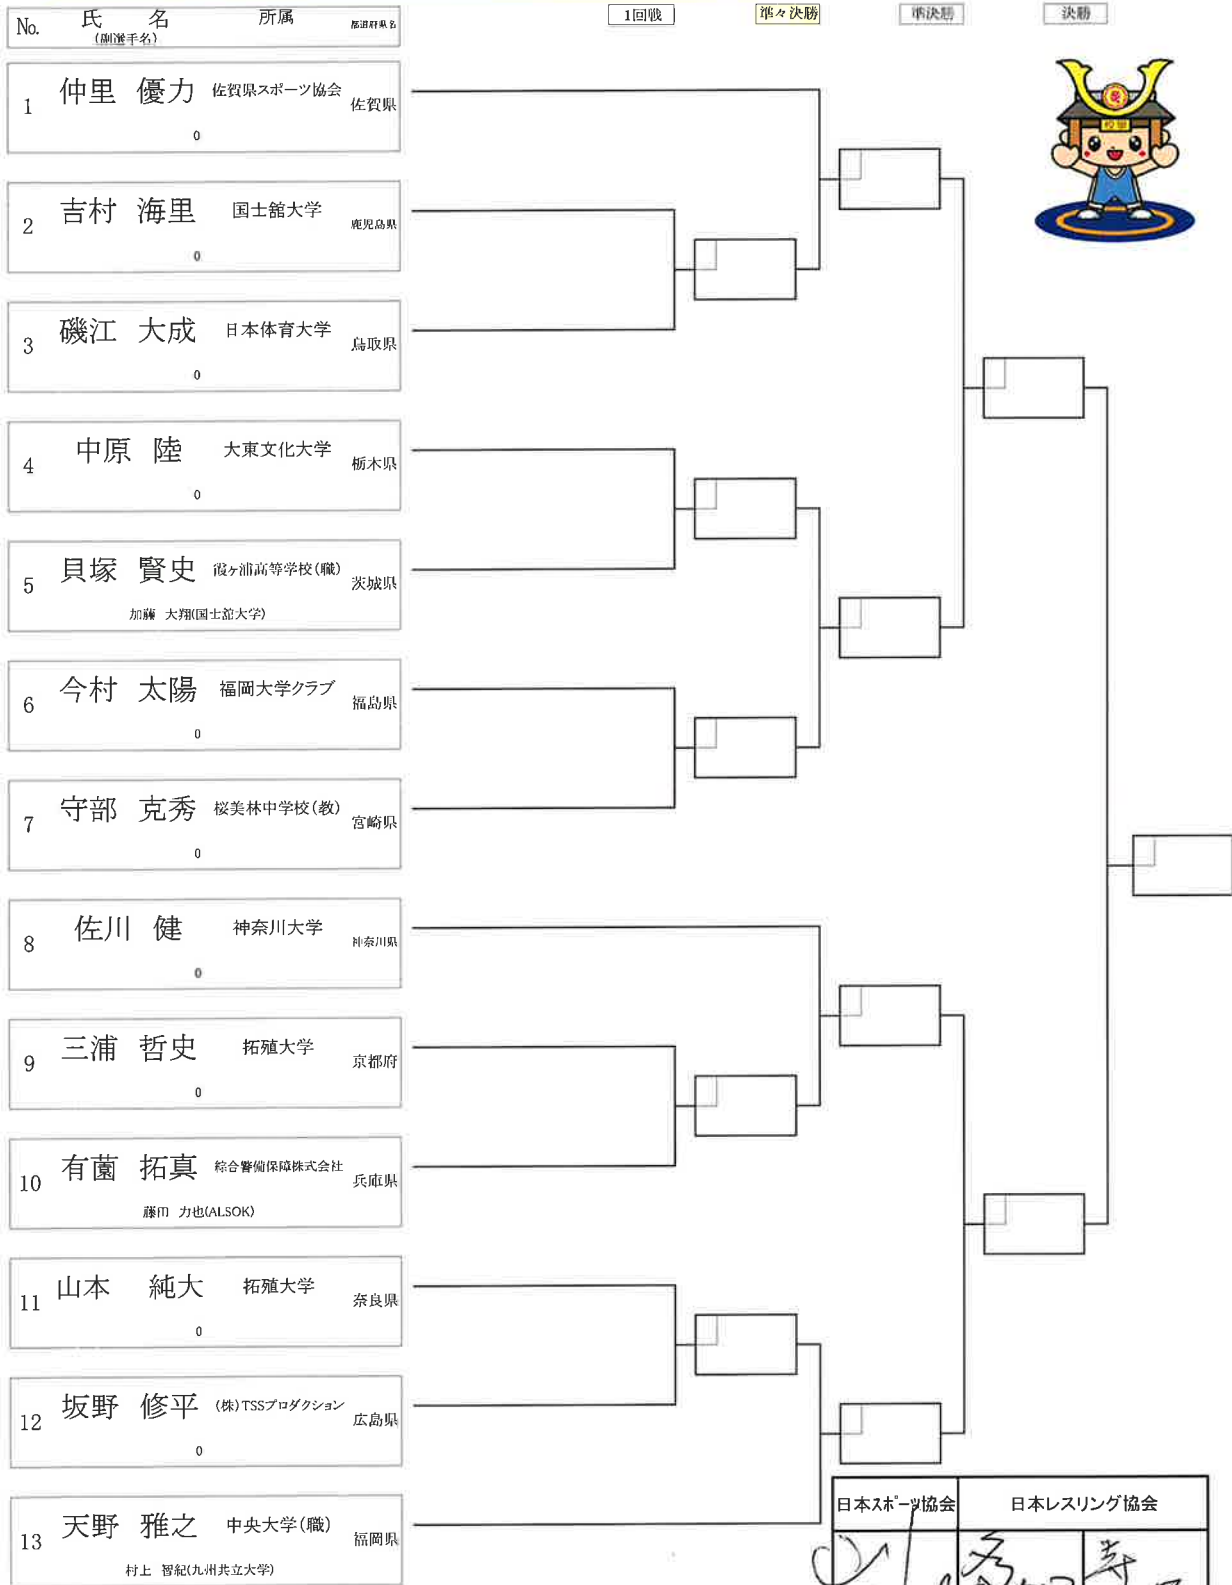 No. 氏 名 所属 都道府県名 1回戦 準々決勝 準決勝 決勝
(副選手名)
1 仲里 優力 佐賀県スポーツ協会 佐賀県
0
2 吉村 海里 国士舘大学 鹿児島県
0
3 磯江 大成 日本体育大学 鳥取県
0
4 中原 陸 大東文化大学 栃木県
0
5 貝塚 賢史 霞ヶ浦高等学校(職) 茨城県
加藤 大翔(国士舘大学)
6 今村 太陽 福岡大学クラブ 福島県
0
7 守部 克秀 桜美林中学校(教) 宮崎県
0
8 佐川 健 神奈川大学 神奈川県
0
9 三浦 哲史 拓殖大学 京都府
0
10 有薗 拓真 綜合警備保障株式会社 兵庫県
藤田 力也(ALSOK)
11 山本 純大 拓殖大学 奈良県
0
12 坂野 修平 (株)TSSプロダクション 広島県
0
13 天野 雅之 中央大学(職) 福岡県
村上 智紀(九州共立大学)
日本スポーツ協会 日本レスリング協会